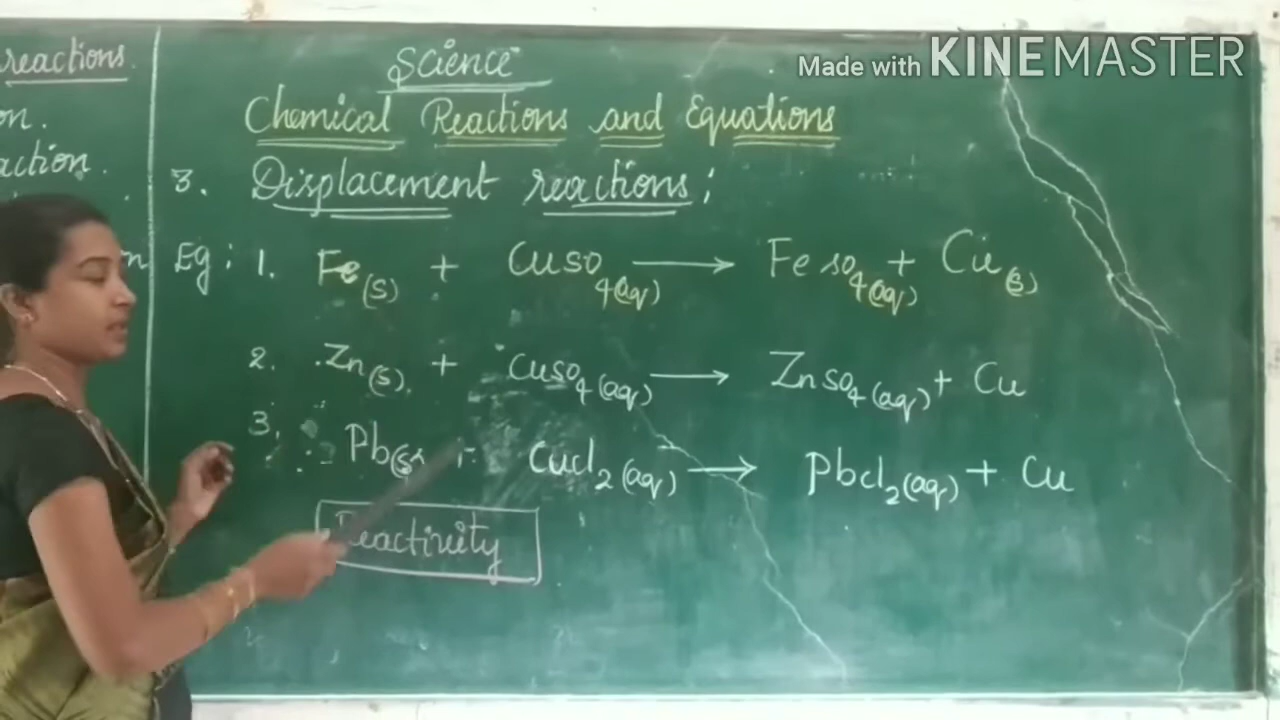 Made with KINEMASTER
reactions.
on.
action.
Science
Chemical Reactions and Equations
3. Displacement reactions;
Eg: 1. Fe(s) + CuSO4(aq) → FeSO4(aq) + Cu(s)
2. Zn(s) + CuSO4(aq) → ZnSO4(aq) + Cu
3. Pb(s) + CuCl2(aq) → PbCl2(aq) + Cu
Reactivity